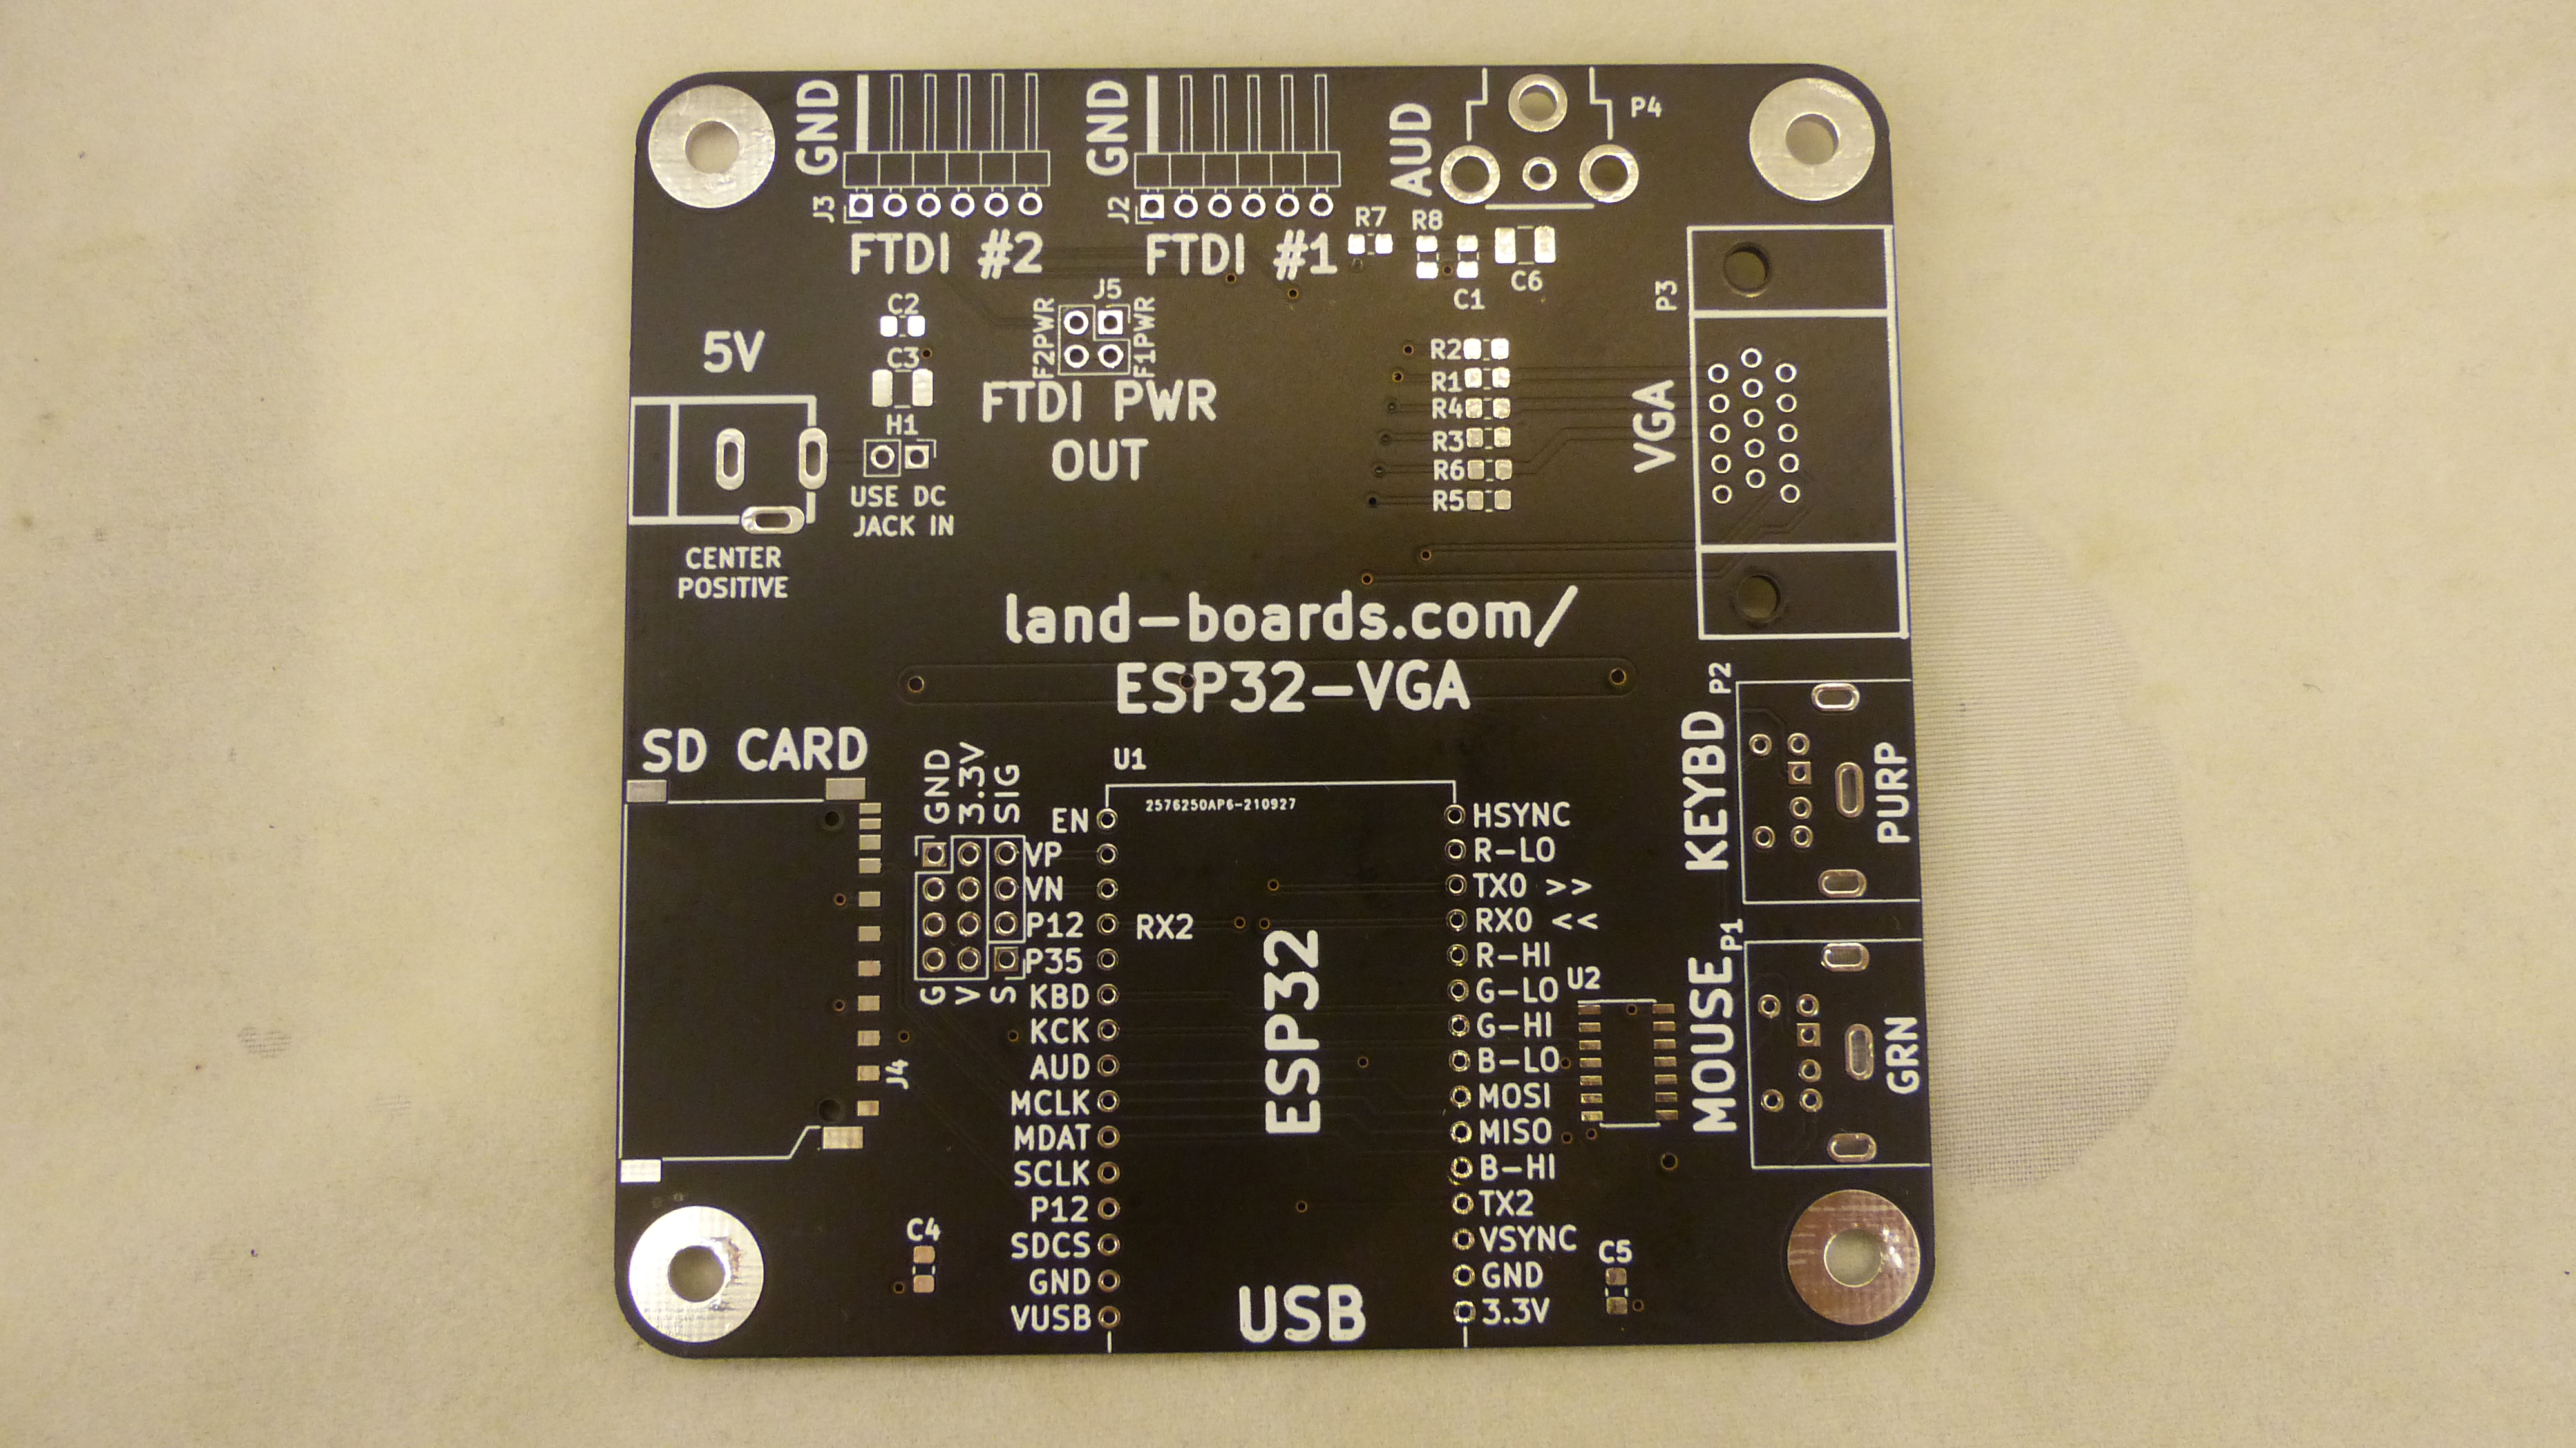 GND
GND
AUD
P4
J3
J2
FTDI #2
FTDI #1
R7
R8
C1
C6
C2
C3
J5
F2PWR
F1PWR
FTDI PWR
OUT
5V
H1
USE DC
JACK IN
CENTER
POSITIVE
R2
R1
R4
R3
R6
R5
P3
VGA
land-boards.com/
ESP32-VGA
SD CARD
GND
3.3V
SIG
U1
2576250AP6-210927
EN
VP
VN
P12
P35
KBD
KCK
AUD
MCLK
MDAT
SCLK
P12
SDCS
GND
VUSB
G
V
S
J4
RX2
ESP32
USB
HSYNC
R-LO
TX0 >>
RX0 <<
R-HI
G-LO
G-HI
B-LO
MOSI
MISO
B-HI
TX2
VSYNC
GND
3.3V
U2
P2
KEYBD
PURP
P1
MOUSE
GRN
C4
C5